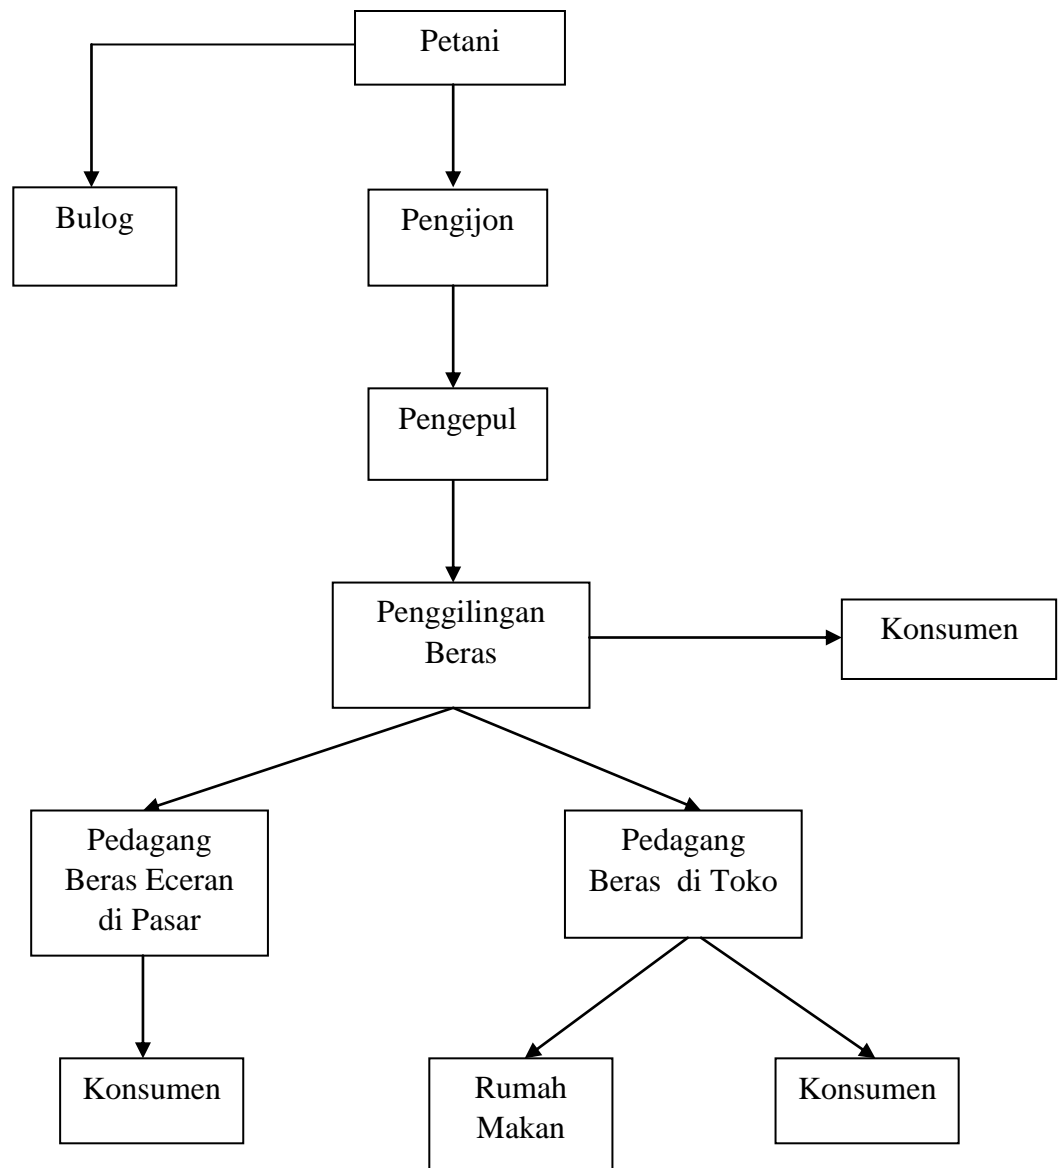 Petani
Bulog
Pengijon
Pengepul
Penggilingan
Beras
Konsumen
Pedagang
Beras Eceran
di Pasar
Pedagang
Beras di Toko
Konsumen
Rumah
Makan
Konsumen